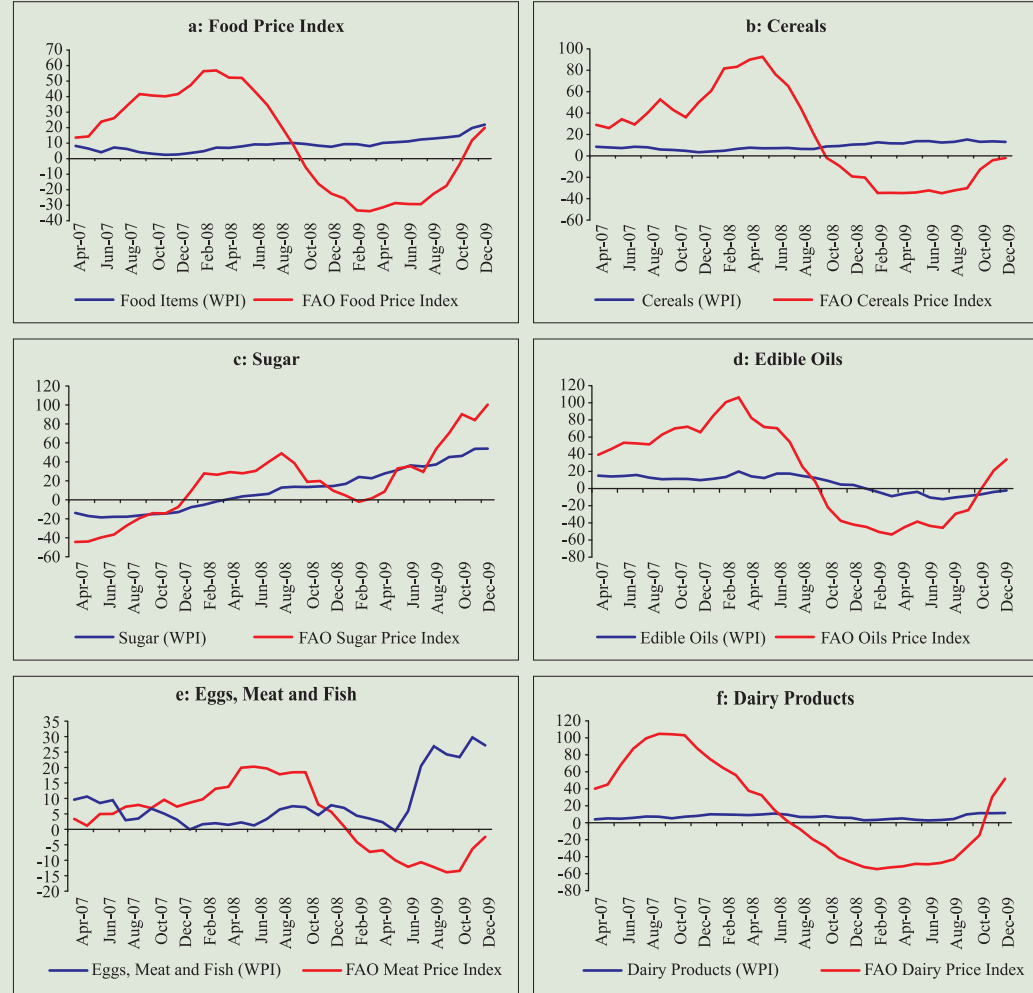 a: Food Price Index
70
60
50
40
30
20
10
0
-10
-20
-30
-40
Apr-07
Jun-07
Aug-07
Oct-07
Dec-07
Feb-08
Apr-08
Jun-08
Aug-08
Oct-08
Dec-08
Feb-09
Apr-09
Jun-09
Aug-09
Oct-09
Dec-09
Food Items (WPI) FAO Food Price Index
b: Cereals
100
80
60
40
20
0
-20
-40
-60
Apr-07
Jun-07
Aug-07
Oct-07
Dec-07
Feb-08
Apr-08
Jun-08
Aug-08
Oct-08
Dec-08
Feb-09
Apr-09
Jun-09
Aug-09
Oct-09
Dec-09
Cereals (WPI) FAO Cereals Price Index
c: Sugar
120
100
80
60
40
20
0
-20
-40
-60
Apr-07
Jun-07
Aug-07
Oct-07
Dec-07
Feb-08
Apr-08
Jun-08
Aug-08
Oct-08
Dec-08
Feb-09
Apr-09
Jun-09
Aug-09
Oct-09
Dec-09
Sugar (WPI) FAO Sugar Price Index
d: Edible Oils
120
100
80
60
40
20
0
-20
-40
-60
-80
Apr-07
Jun-07
Aug-07
Oct-07
Dec-07
Feb-08
Apr-08
Jun-08
Aug-08
Oct-08
Dec-08
Feb-09
Apr-09
Jun-09
Aug-09
Oct-09
Dec-09
Edible Oils (WPI) FAO Oils Price Index
e: Eggs, Meat and Fish
35
30
25
20
15
10
5
0
-5
-10
-15
-20
Apr-07
Jun-07
Aug-07
Oct-07
Dec-07
Feb-08
Apr-08
Jun-08
Aug-08
Oct-08
Dec-08
Feb-09
Apr-09
Jun-09
Aug-09
Oct-09
Dec-09
Eggs, Meat and Fish (WPI) FAO Meat Price Index
f: Dairy Products
120
100
80
60
40
20
0
-20
-40
-60
-80
Apr-07
Jun-07
Aug-07
Oct-07
Dec-07
Feb-08
Apr-08
Jun-08
Aug-08
Oct-08
Dec-08
Feb-09
Apr-09
Jun-09
Aug-09
Oct-09
Dec-09
Dairy Products (WPI) FAO Dairy Price Index